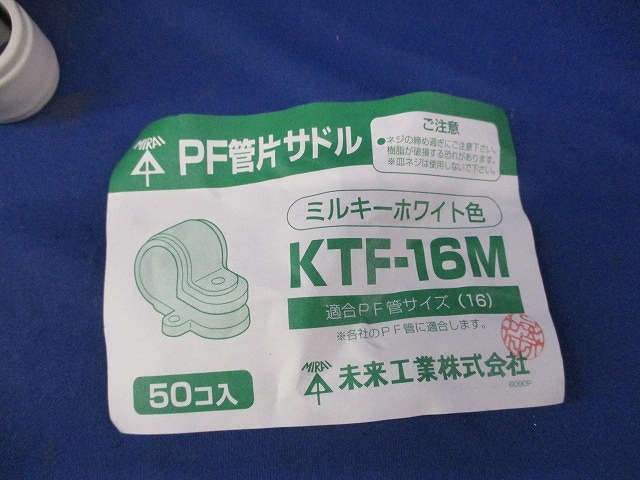 MIRAI
PF管片サドル
ご注意
●ネジの締め過ぎにご注意下さい。
樹脂が破損する恐れがあります。
※皿ネジは使用しないで下さい。
ミルキーホワイト色
KTF-16M
適合PF管サイズ（16）
※各社のPF管に適合します。
MIRAI
未来工業株式会社
50コ入
6090P